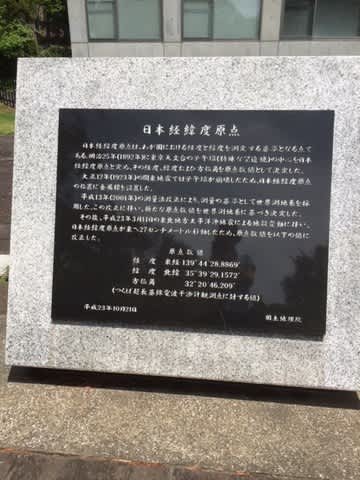 日本経緯度原点
日本経緯度原点は、わが国における経度と緯度を測定する基準となる点で
ある。明治25年(1892年)に東京天文台の子午環(特殊な望遠鏡)の中心を日本
経緯度原点と定め、その経度、緯度および方位角を原点数値として決定した。
大正12年(1923年)の関東地震では子午環が崩壊したため、日本経緯度原点
の位置に金属標を設置した。
平成13年(2001年)の測量法改正により、測量の基準として世界測地系を採
用した。この改正に伴い、新たな原点数値を世界測地系に基づき決定した。
その後、平成23年3月11日の東北地方太平洋沖地震による地殻変動に伴い、
日本経緯度原点が東へ27センチメートル移動したため、原点数値を以下の値に
改正した。
原点数値
経 度 東経 139°44′28.8869″
緯 度 北緯 35°39′29.1572″
方位角 32°20′46.209″
(つくば超長基線電波干渉計観測点に対する値)
平成23年10月21日 国土地理院